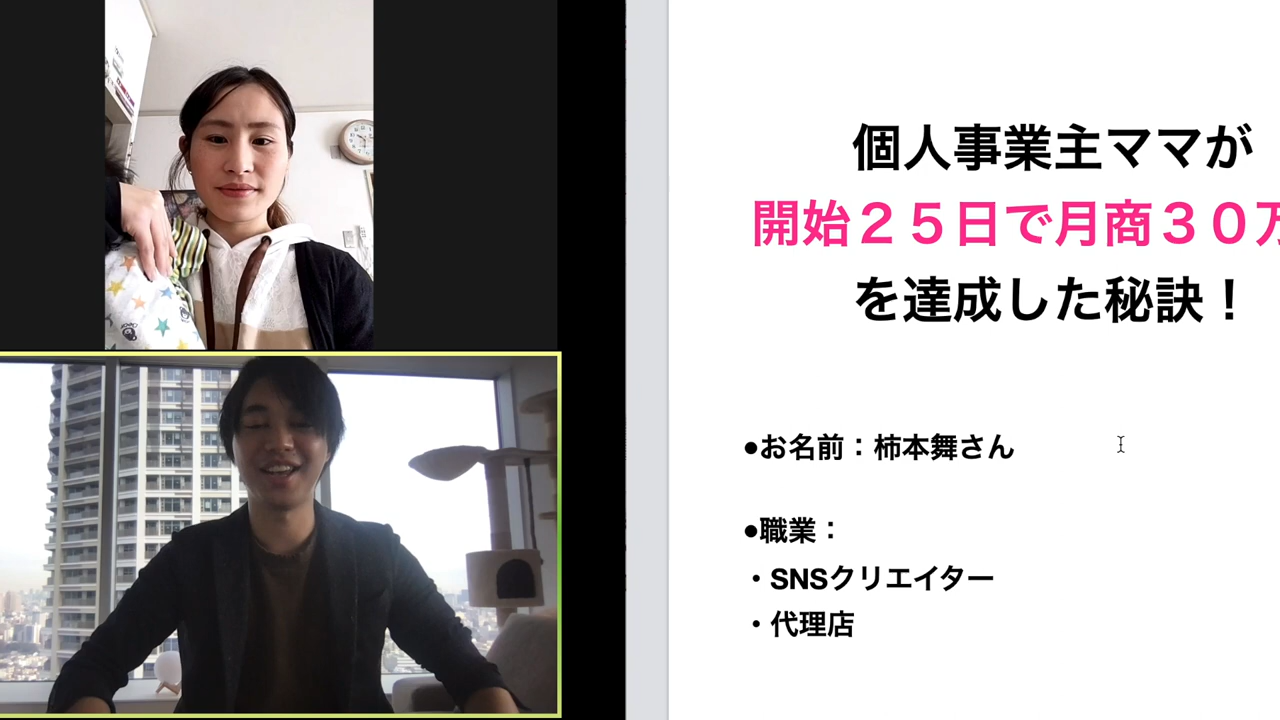 個人事業主ママが
開始２５日で月商３０万
を達成した秘訣！
●お名前：柿本舞さん
●職業：
・SNSクリエイター
・代理店